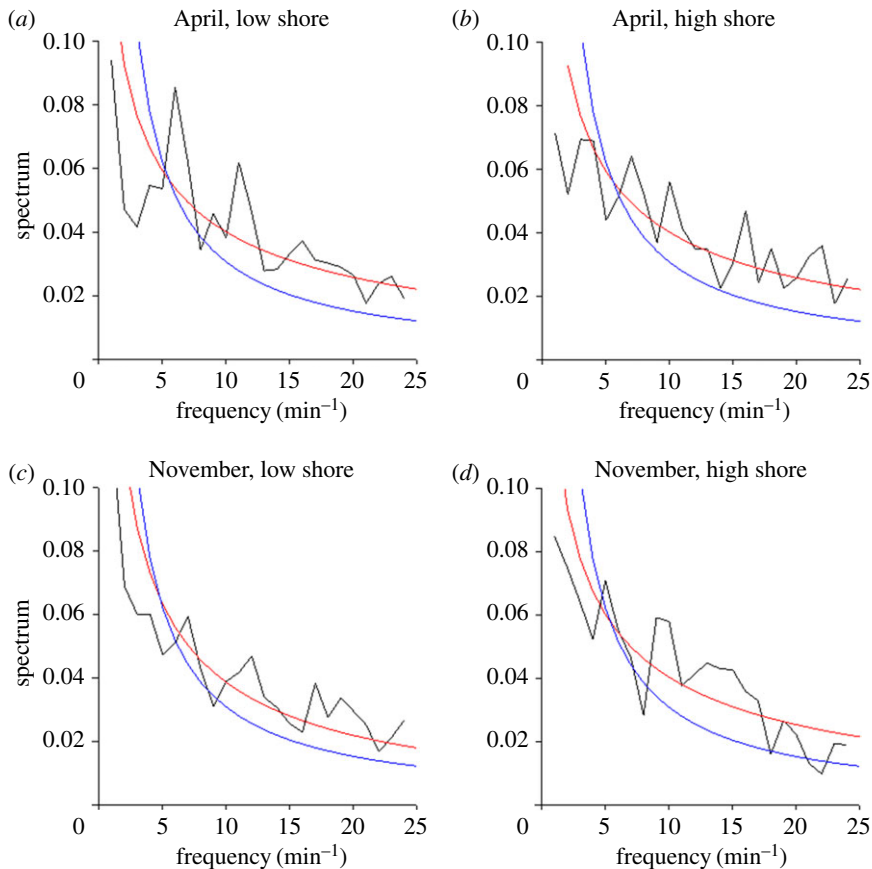 (a) April, low shore
0.10
0.08
0.06
0.04
0.02
spectrum
0 5 10 15 20 25
frequency (min⁻¹)
(b) April, high shore
0.10
0.08
0.06
0.04
0.02
0 5 10 15 20 25
frequency (min⁻¹)
(c) November, low shore
0.10
0.08
0.06
0.04
0.02
spectrum
0 5 10 15 20 25
frequency (min⁻¹)
(d) November, high shore
0.10
0.08
0.06
0.04
0.02
0 5 10 15 20 25
frequency (min⁻¹)